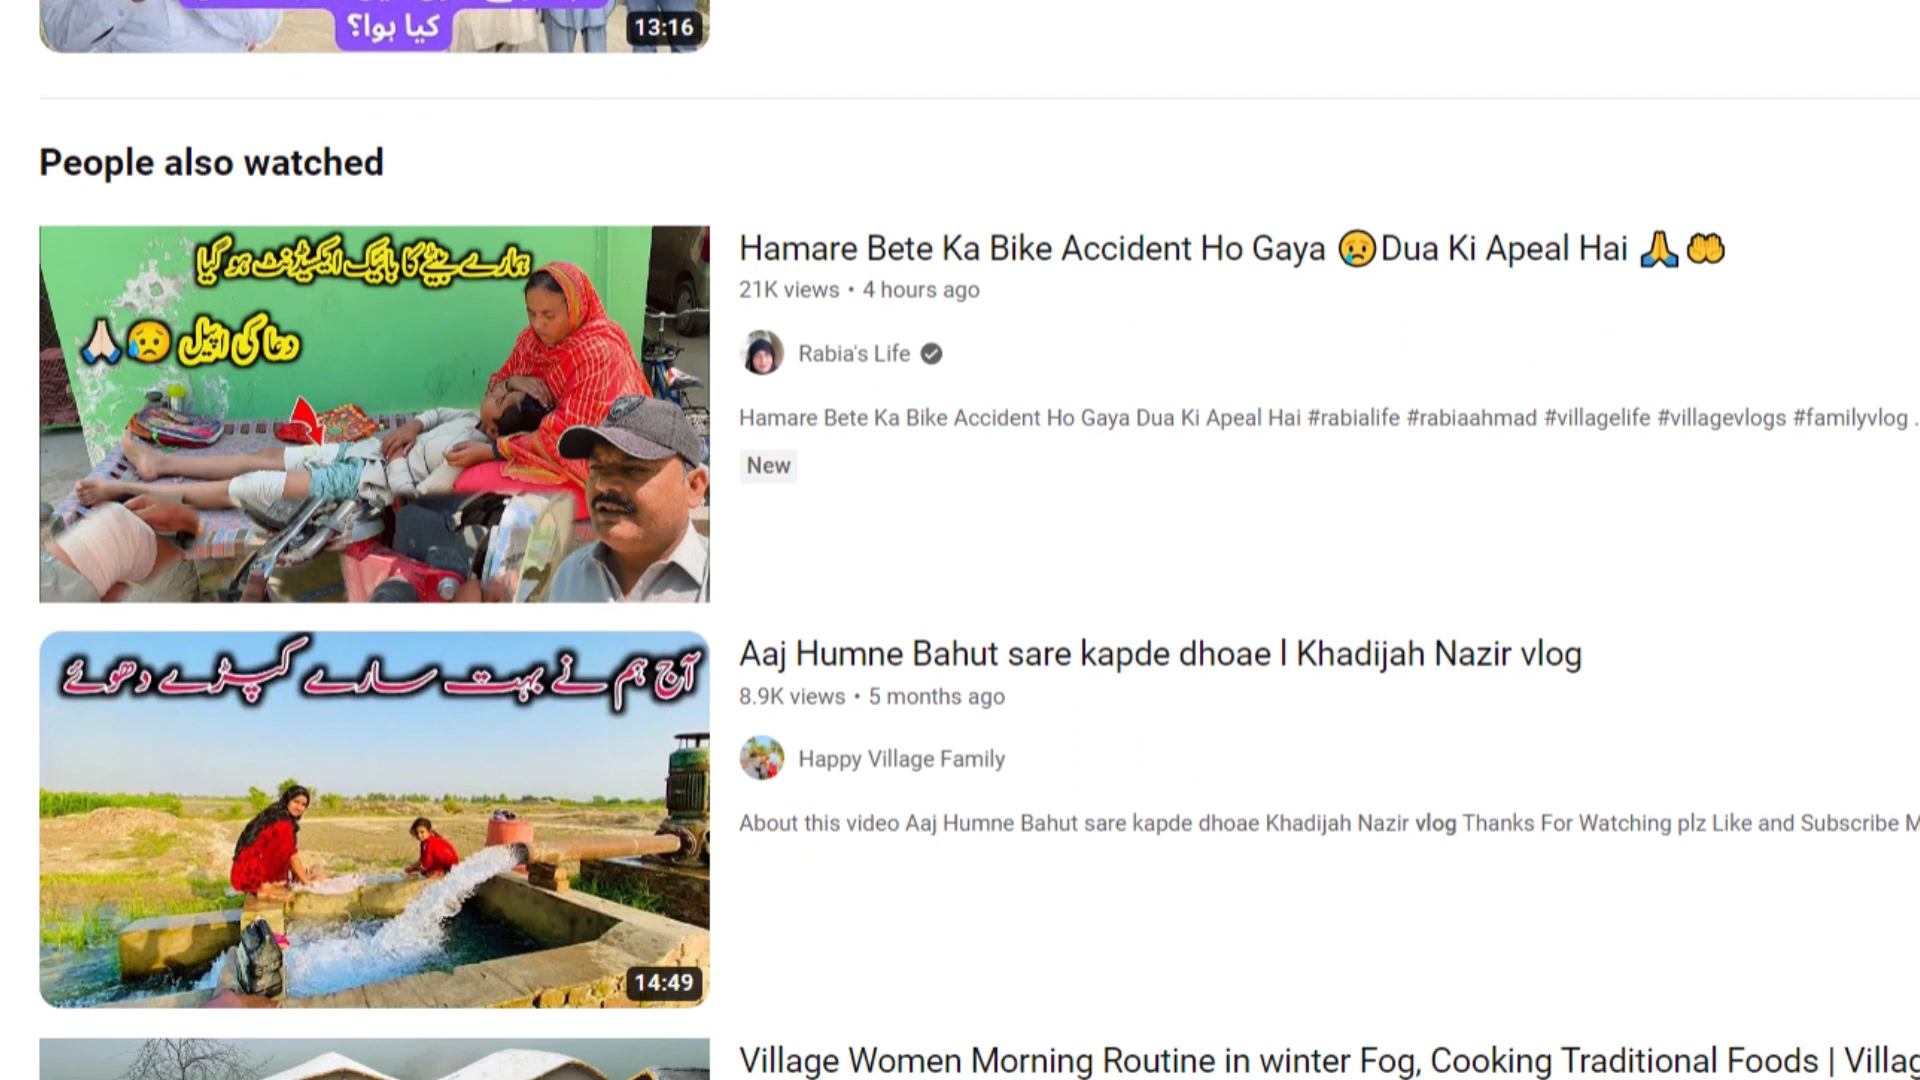 کیا ہوا؟
13:16
People also watched
ہمارے بیٹے کا بائیک ایکسیڈنٹ ہو گیا
دعا کی اپیل 😥🙏🏻
Hamare Bete Ka Bike Accident Ho Gaya 😥Dua Ki Apeal Hai 🙏🤲
21K views • 4 hours ago
Rabia's Life
Hamare Bete Ka Bike Accident Ho Gaya Dua Ki Apeal Hai #rabialife #rabiaahmad #villagelife #villagevlogs #familyvlog .
New
آج ہم نے بہت سارے کپڑے دھوئے
14:49
Aaj Humne Bahut sare kapde dhoae l Khadijah Nazir vlog
8.9K views • 5 months ago
Happy Village Family
About this video Aaj Humne Bahut sare kapde dhoae Khadijah Nazir vlog Thanks For Watching plz Like and Subscribe M
Village Women Morning Routine in winter Fog, Cooking Traditional Foods | Villag